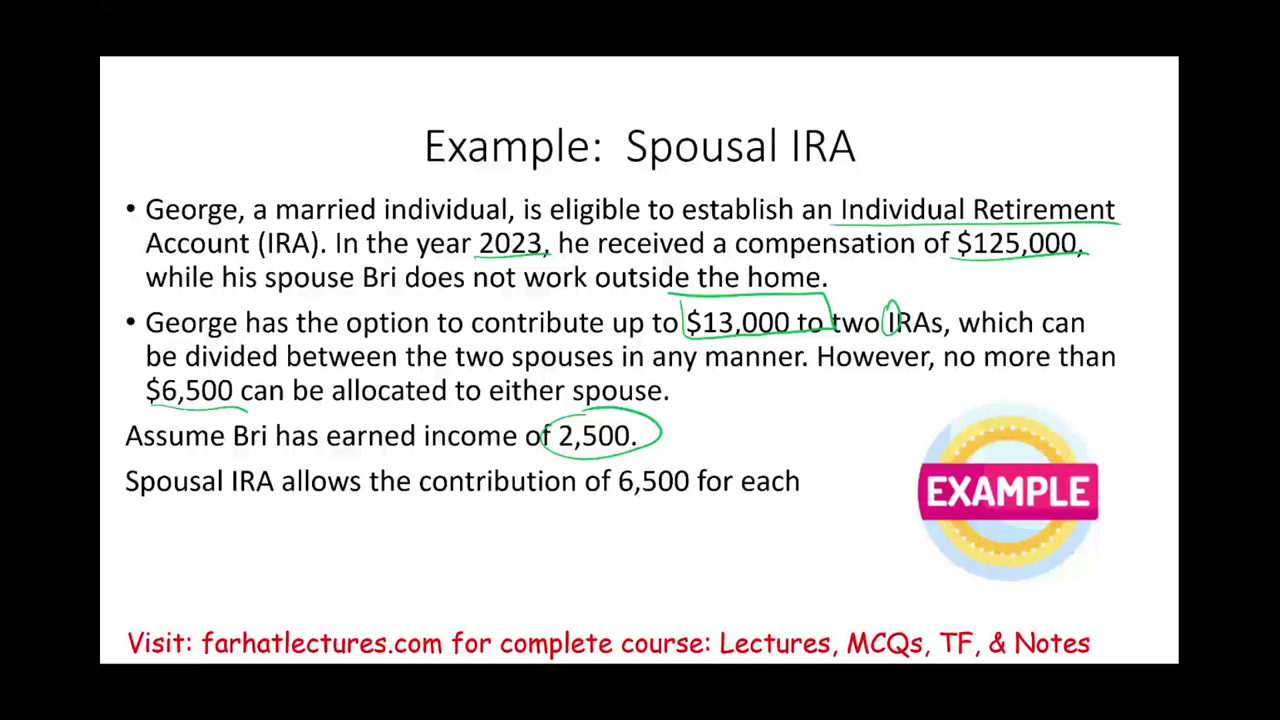 Example: Spousal IRA
• George, a married individual, is eligible to establish an Individual Retirement
Account (IRA). In the year 2023, he received a compensation of $125,000,
while his spouse Bri does not work outside the home.
• George has the option to contribute up to $13,000 to two IRAs, which can
be divided between the two spouses in any manner. However, no more than
$6,500 can be allocated to either spouse.
Assume Bri has earned income of 2,500.
Spousal IRA allows the contribution of 6,500 for each
EXAMPLE
Visit: farhatlectures.com for complete course: Lectures, MCQs, TF, & Notes